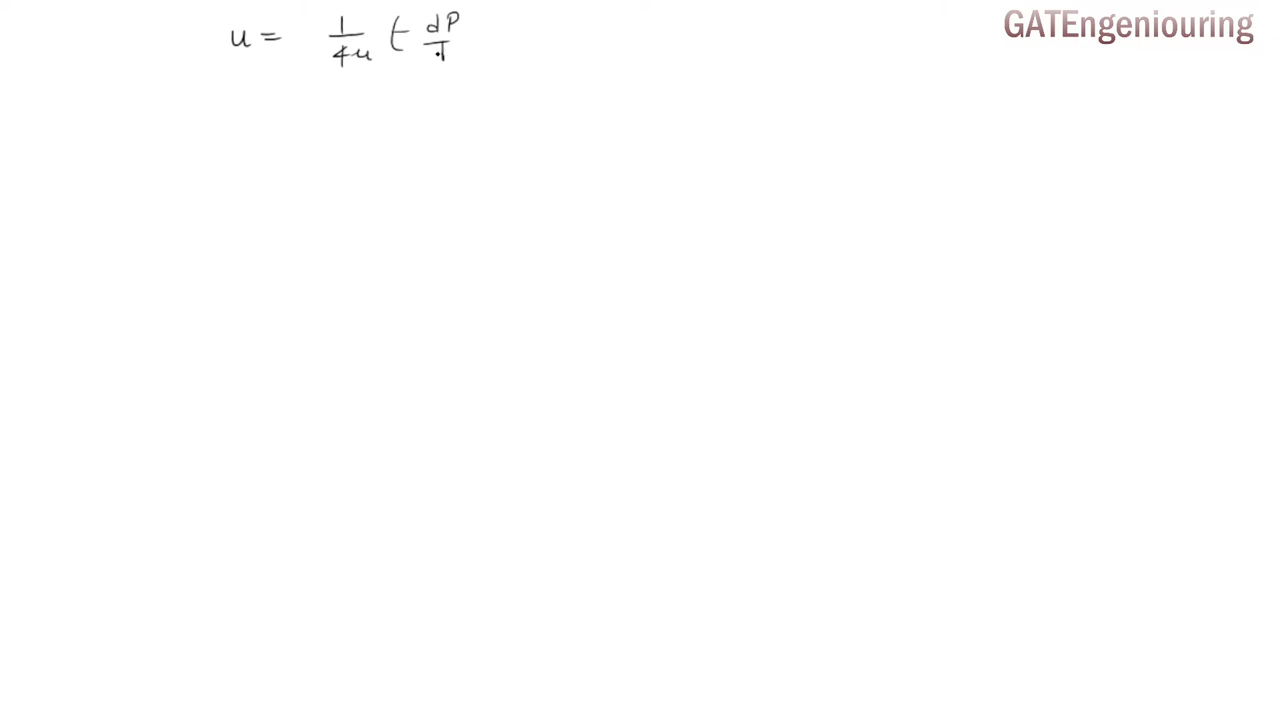 u = 1/4u (- dP/
GATEngeniouring